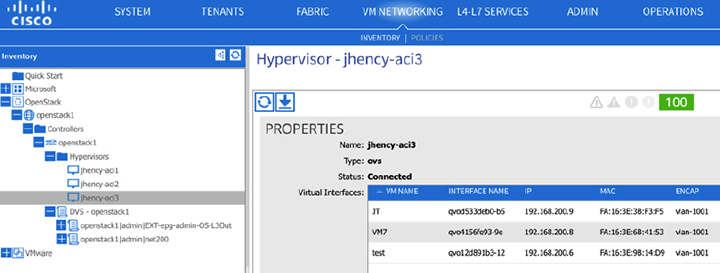 CISCO
SYSTEM TENANTS FABRIC VM NETWORKING L4-L7 SERVICES ADMIN OPERATIONS
INVENTORY | POLICIES
Inventory
Quick Start
Microsoft
OpenStack
openstack1
Controllers
openstack1
Hypervisors
jhency-aci1
jhency-aci2
jhency-aci3
DVS - openstack1
openstack1|admin|EXT-epg-admin-OS-L3Out
openstack1|admin|net200
VMware
Hypervisor - jhency-aci3
100
PROPERTIES
Name: jhency-aci3
Type: ovs
Status: Connected
Virtual Interfaces:
VM NAME INTERFACE NAME IP MAC ENCAP
JT qvod533deb0-b5 192.168.200.9 FA:16:3E:3B:F3:F5 vlan-1001
VM7 qvo4156fe93-9e 192.168.200.8 FA:16:3E:68:41:53 vlan-1001
test qvo12d891b3-12 192.168.200.6 FA:16:3E:9B:14:D9 vlan-1001